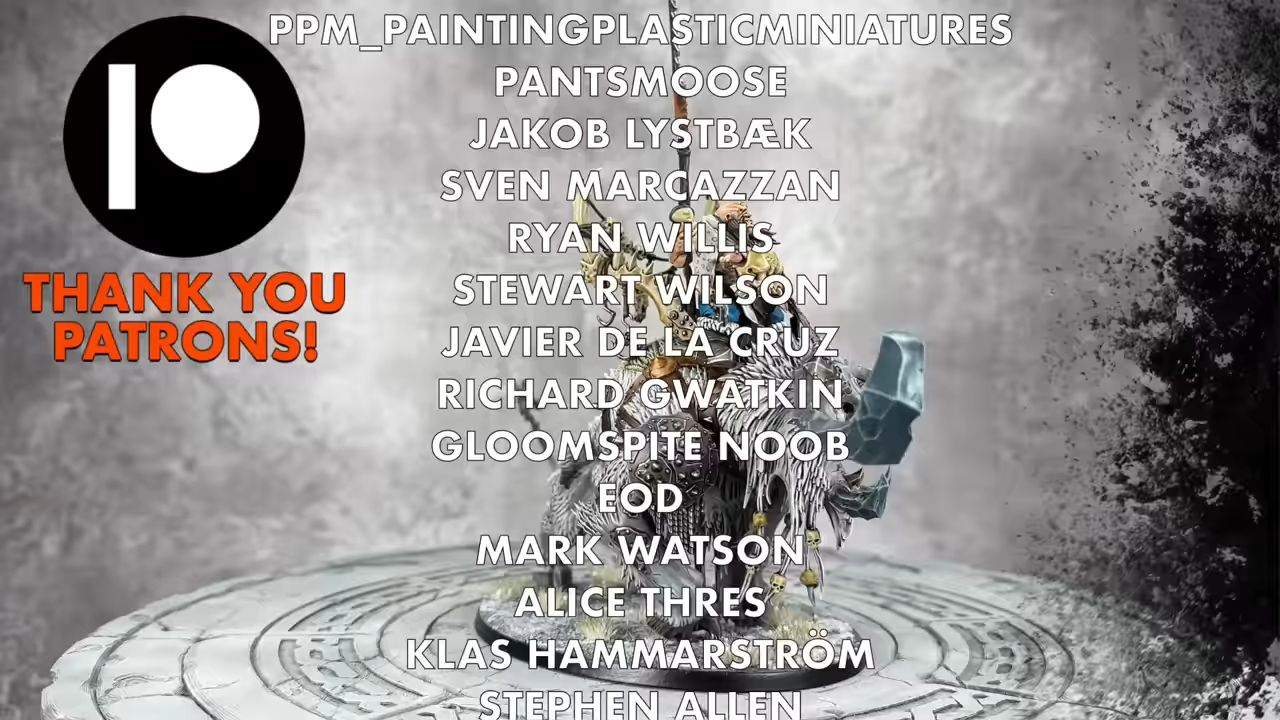 THANK YOU
PATRONS!
PPM_PAINTINGPLASTICMINIATURES
PANTSMOOSE
JAKOB LYSTBÆK
SVEN MARCAZZAN
RYAN WILLIS
STEWART WILSON
JAVIER DE LA CRUZ
RICHARD GWATKIN
GLOOMSPITE NOOB
EOD
MARK WATSON
ALICE THRES
KLAS HAMMARSTRÖM
STEPHEN ALLEN